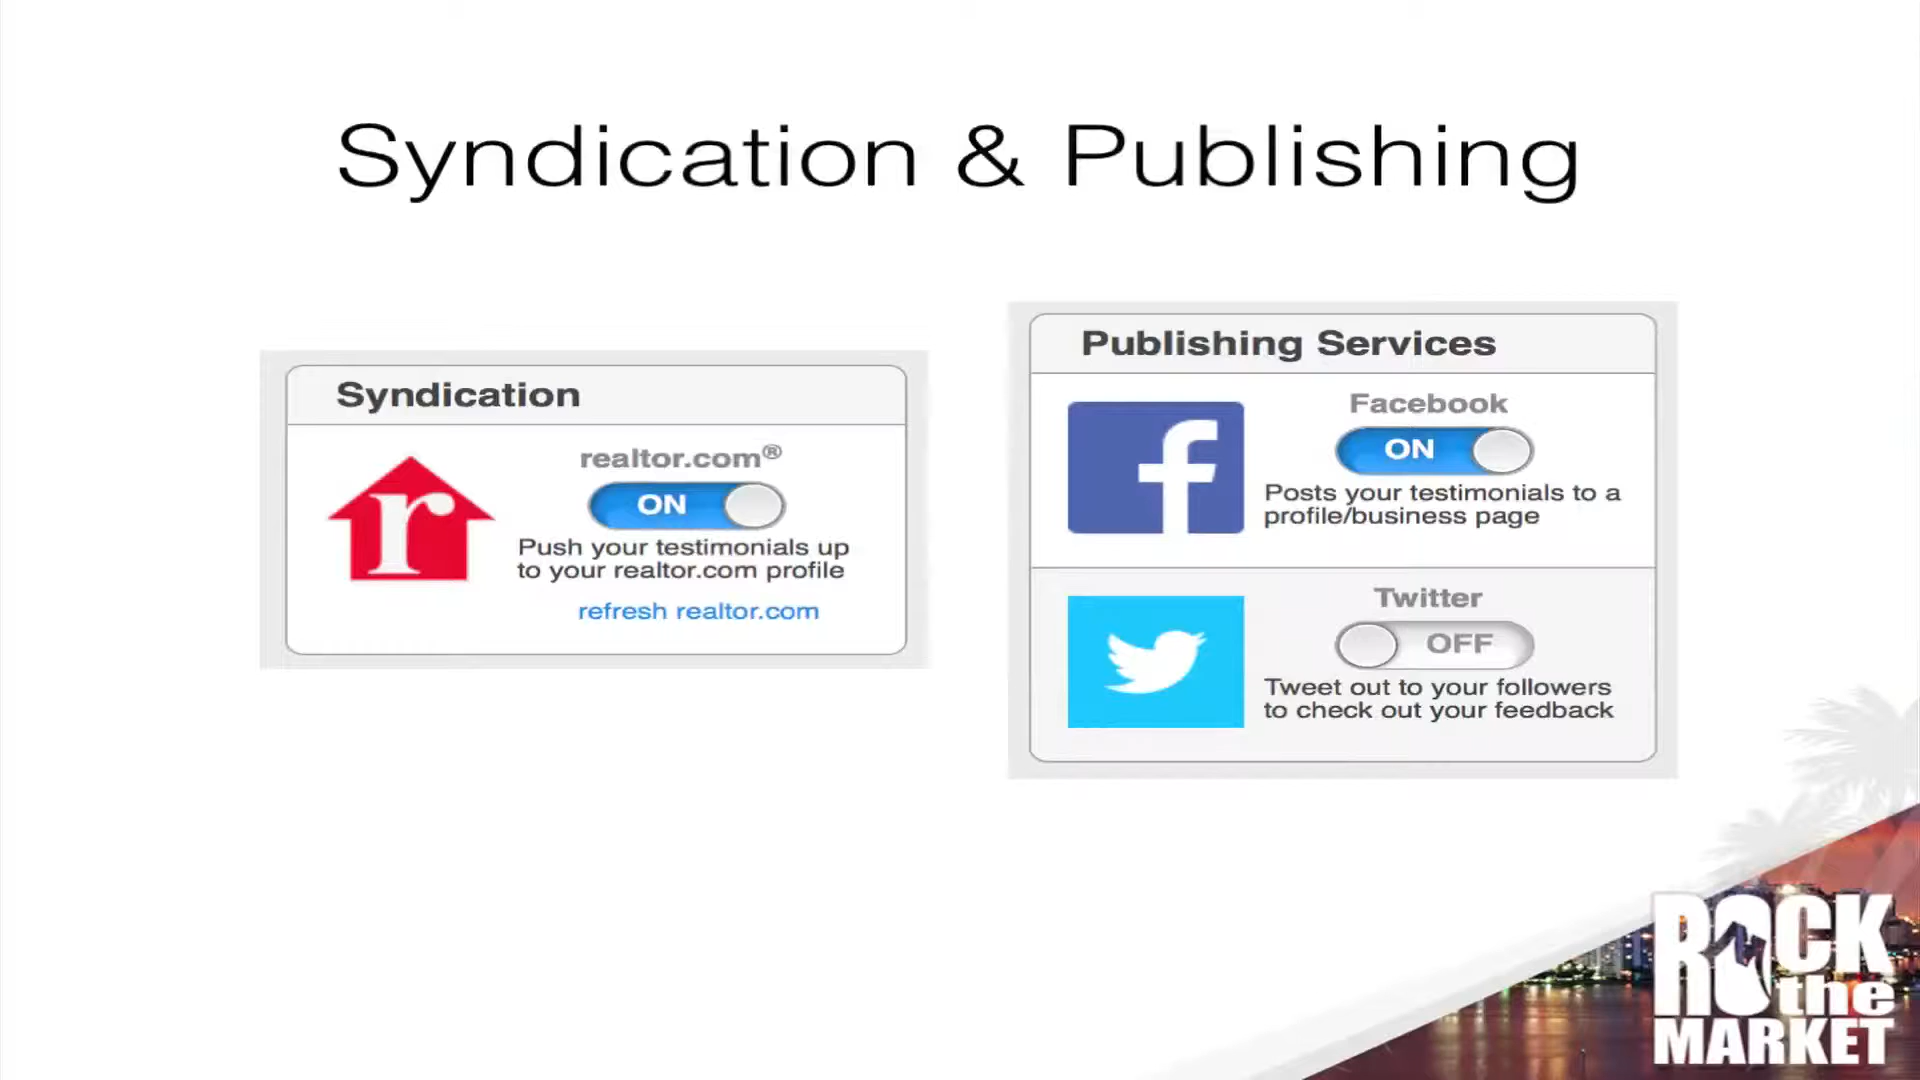 Syndication & Publishing
Syndication
realtor.com®
ON
Push your testimonials up
to your realtor.com profile
refresh realtor.com
Publishing Services
Facebook
ON
Posts your testimonials to a
profile/business page
Twitter
OFF
Tweet out to your followers
to check out your feedback
ROCK
the
MARKET